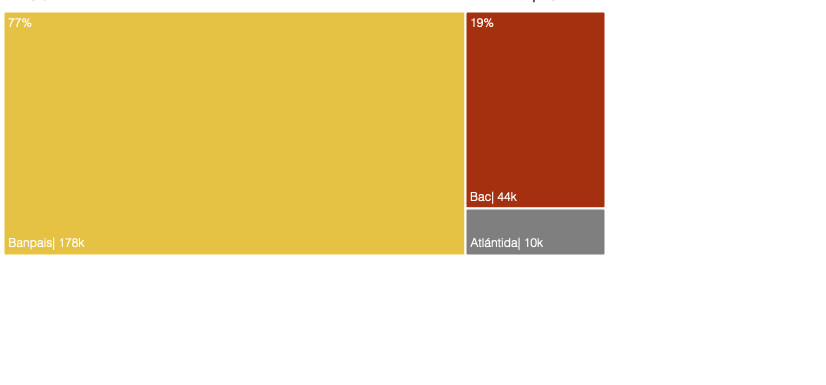 77%
19%
Bac| 44k
Banpais| 178k
Atlántida| 10k